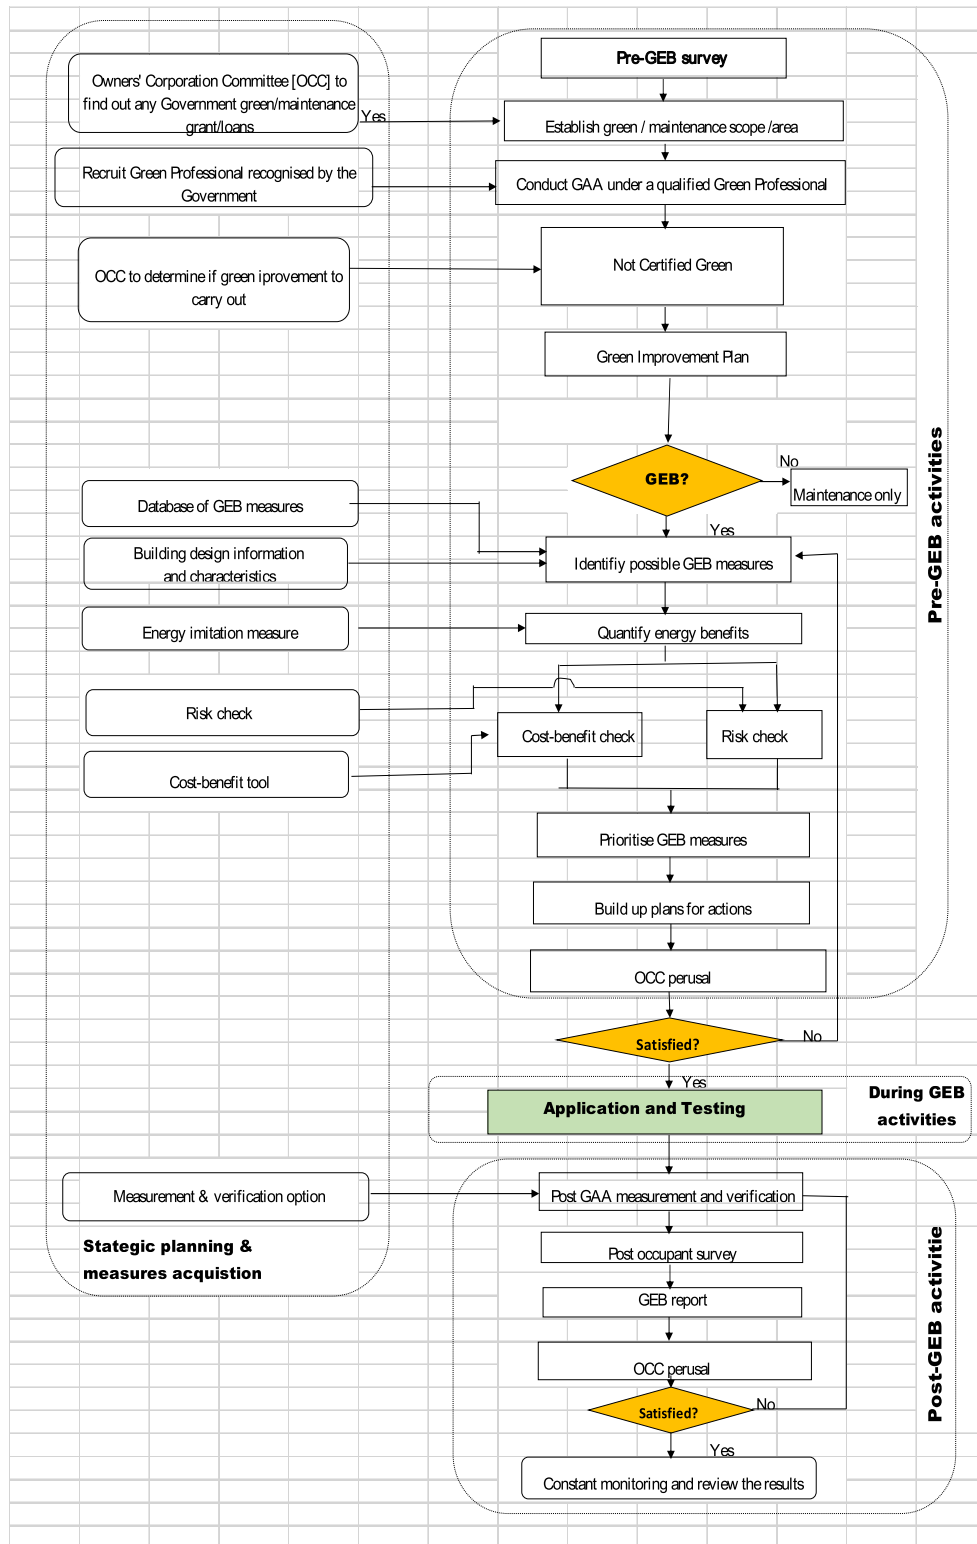 Pre-GEB survey
Owners' Corporation Committee [OCC] to
find out any Government green/maintenance
grant/loans
Yes
Establish green / maintenance scope /area
Recruit Green Professional recognised by the
Government
Conduct GAA under a qualified Green Professional
OCC to determine if green iprovement to
carry out
Not Certified Green
Green Improvement Plan
GEB?
No
Maintenance only
Yes
Pre-GEB activities
Database of GEB measures
Building design information
and characteristics
Identifiy possible GEB measures
Energy imitation measure
Quantify energy benefits
Risk check
Cost-benefit check
Risk check
Cost-benefit tool
Prioritise GEB measures
Build up plans for actions
OCC perusal
Satisfied?
No
Yes
Application and Testing
During GEB
activities
Measurement & verification option
Post GAA measurement and verification
Stategic planning &
measures acquistion
Post occupant survey
GEB report
OCC perusal
Satisfied?
No
Yes
Post-GEB activitie
Constant monitoring and review the results